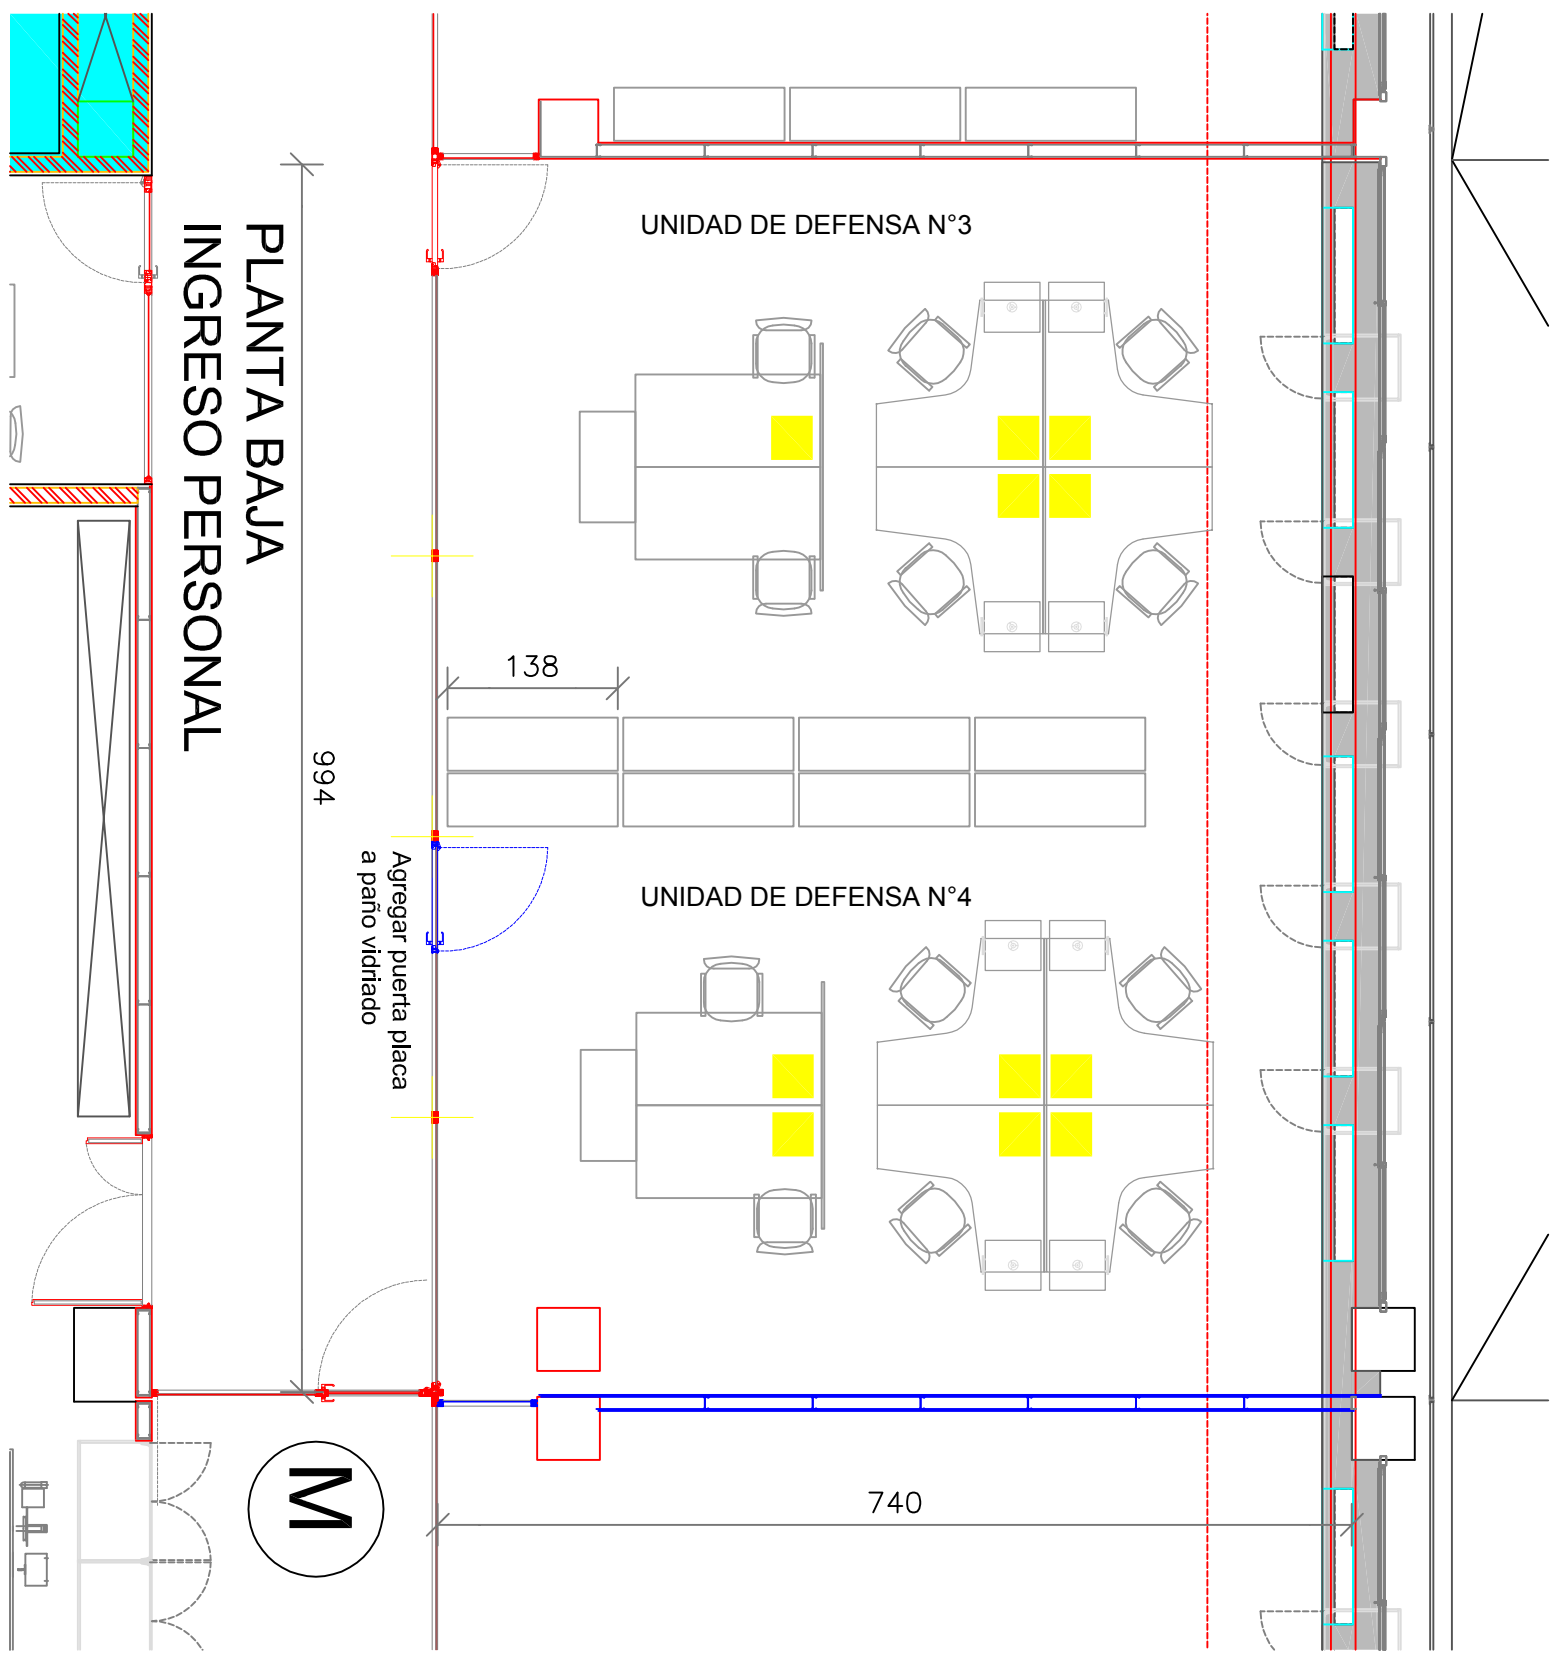 UNIDAD DE DEFENSA N°3
PLANTA BAJA
INGRESO PERSONAL
138
994
Agregar puerta placa
a paño vidriado
UNIDAD DE DEFENSA N°4
M
740